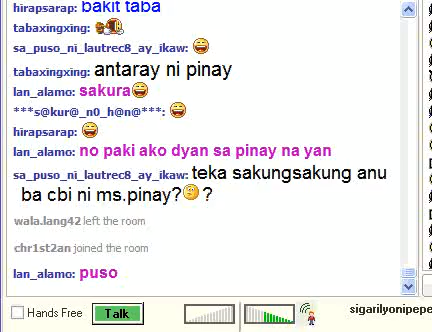 hirapsarap: bakit taba
tabaxingxing:
sa_puso_ni_lautrec8_ay_ikaw:
tabaxingxing: antaray ni pinay
lan_alamo: sakura
***s@kur@_n0_h@n@***:
hirapsarap:
lan_alamo: no paki ako dyan sa pinay na yan
sa_puso_ni_lautrec8_ay_ikaw: teka sakungsakung anu
ba cbi ni ms.pinay? ?
wala.lang42 left the room
chr1st2an joined the room
lan_alamo: puso
Hands Free Talk
sigarilyonipepe